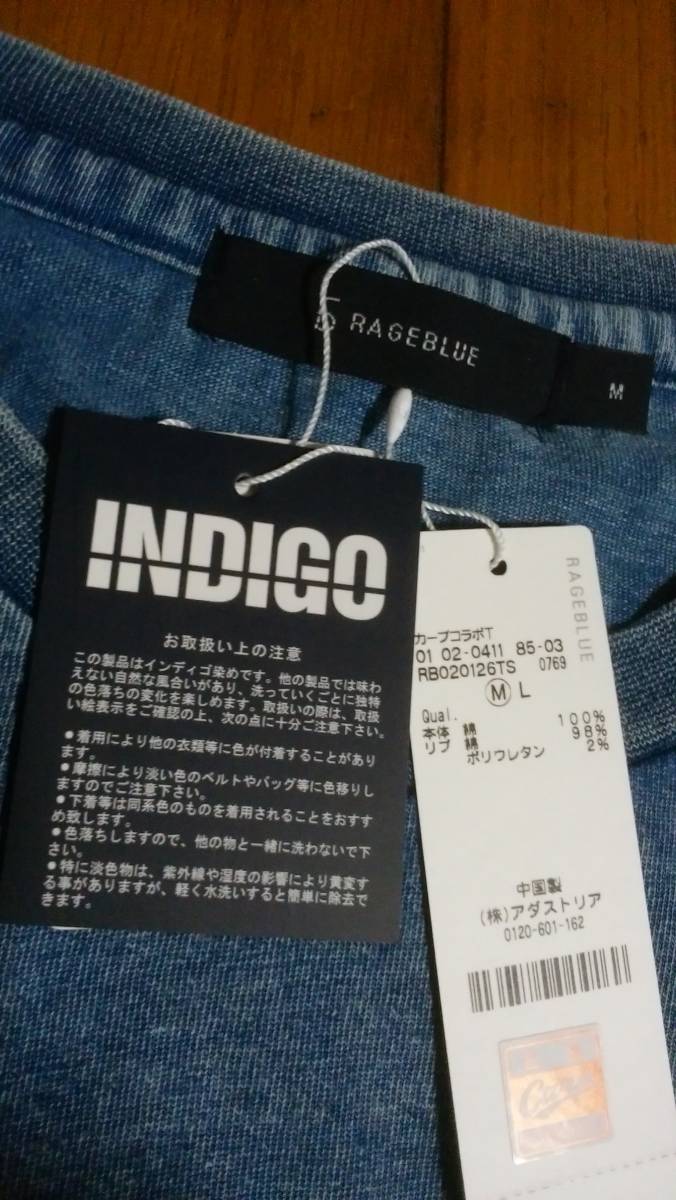 RAGEBLUE
M
INDIGO
お取扱い上の注意
この製品はインディゴ染めです。他の製品では味わ
えない自然な風合いがあり、洗っていくごとに独特
の色落ちの変化を楽しめます。取扱いの際は、取扱
い絵表示をご確認の上、次の点に十分ご注意下さい。
●着用により他の衣類等に色が付着することがあり
ます。
●摩擦により淡い色のベルトやバッグ等に色移りし
ますのでご注意下さい。
●下着等は同系色のものを着用されることをおすす
め致します。
●色落ちしますので、他の物と一緒に洗わないで下
さい。
●特に淡色物は、紫外線や湿度の影響により黄変す
る事がありますが、軽く水洗いすると簡単に除去で
きます。
RAGEBLUE
カープコラボT
01 02-0411 85-03
RB020126TS 0769
M L
Qual.
本体 綿 100%
リブ 綿 98%
ポリウレタン 2%
中国製
(株)アダストリア
0120-601-162
Carp